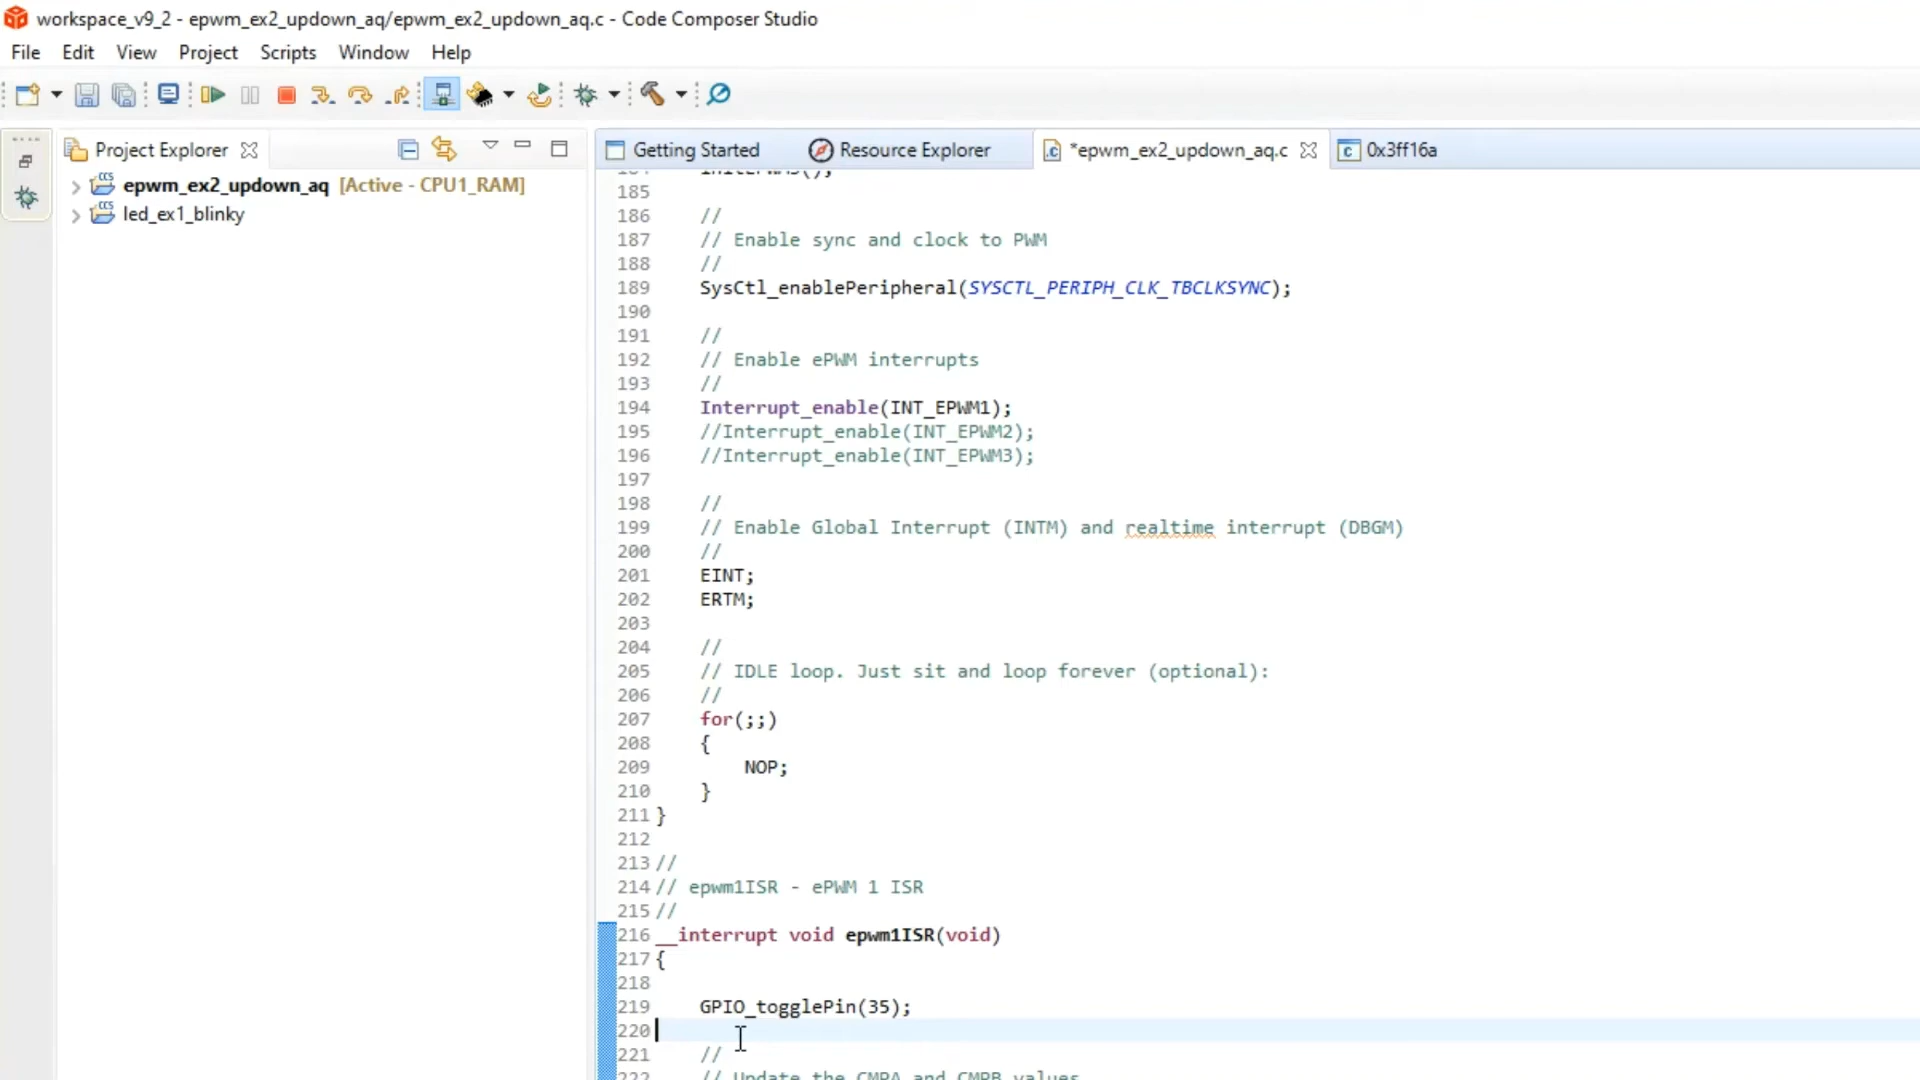 workspace_v9_2 - epwm_ex2_updown_aq/epwm_ex2_updown_aq.c - Code Composer Studio
File Edit View Project Scripts Window Help
Project Explorer
epwm_ex2_updown_aq [Active - CPU1_RAM]
led_ex1_blinky
Getting Started Resource Explorer *epwm_ex2_updown_aq.c 0x3ff16a
185
186 //
187 // Enable sync and clock to PWM
188 //
189 SysCtl_enablePeripheral(SYSCTL_PERIPH_CLK_TBCLKSYNC);
190
191 //
192 // Enable ePWM interrupts
193 //
194 Interrupt_enable(INT_EPWM1);
195 //Interrupt_enable(INT_EPWM2);
196 //Interrupt_enable(INT_EPWM3);
197
198 //
199 // Enable Global Interrupt (INTM) and realtime interrupt (DBGM)
200 //
201 EINT;
202 ERTM;
203
204 //
205 // IDLE loop. Just sit and loop forever (optional):
206 //
207 for(;;)
208 {
209 NOP;
210 }
211 }
212
213 //
214 // epwm1ISR - ePWM 1 ISR
215 //
216 __interrupt void epwm1ISR(void)
217 {
218
219 GPIO_togglePin(35);
220
221 //
222 // Update the CMPA and CMPB values